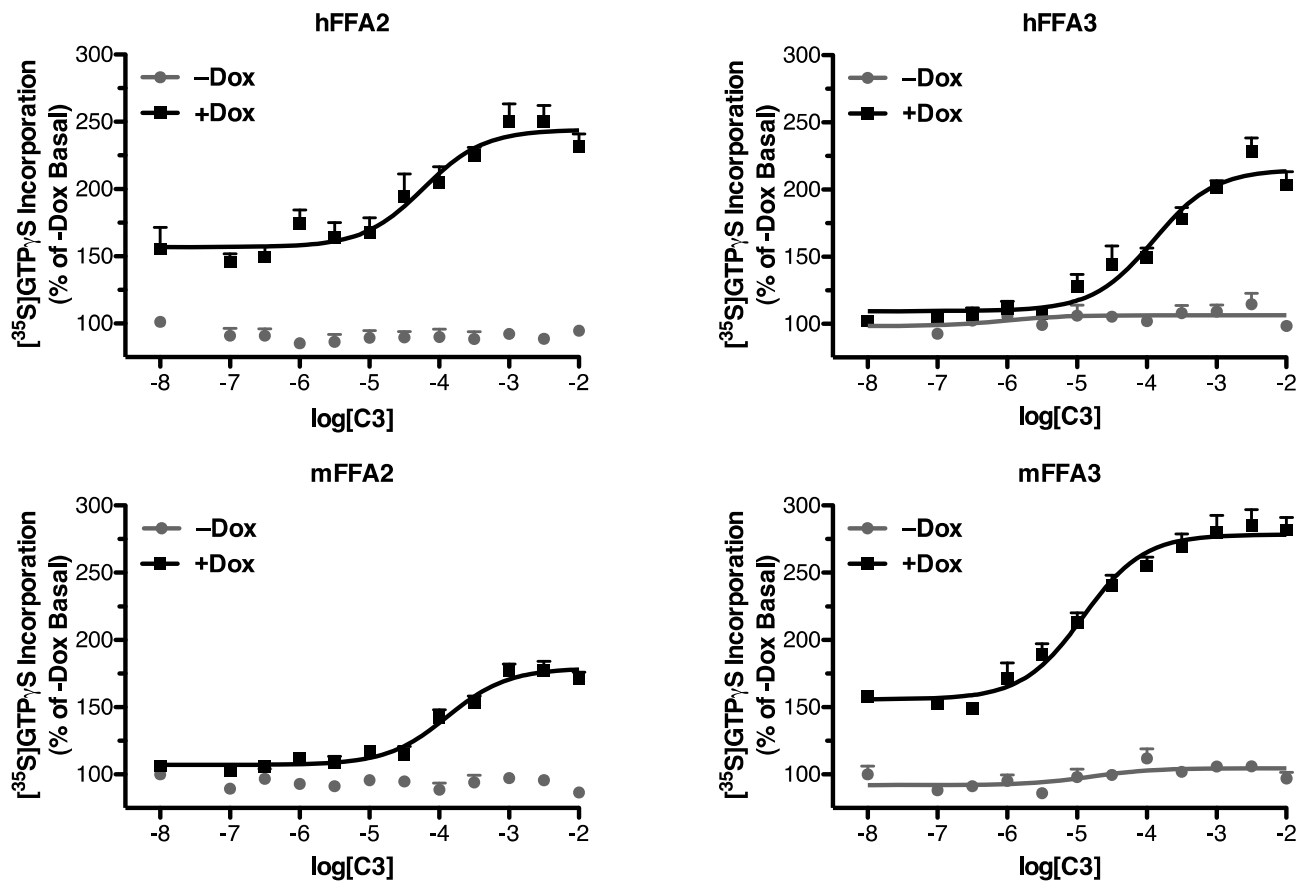 hFFA2
[³⁵S]GTPγS Incorporation
(% of -Dox Basal)
300
250
200
150
100
–Dox
+Dox
-8 -7 -6 -5 -4 -3 -2
log[C3]
hFFA3
[³⁵S]GTPγS Incorporation
(% of -Dox Basal)
300
250
200
150
100
–Dox
+Dox
-8 -7 -6 -5 -4 -3 -2
log[C3]
mFFA2
[³⁵S]GTPγS Incorporation
(% of -Dox Basal)
300
250
200
150
100
–Dox
+Dox
-8 -7 -6 -5 -4 -3 -2
log[C3]
mFFA3
[³⁵S]GTPγS Incorporation
(% of -Dox Basal)
300
250
200
150
100
–Dox
+Dox
-8 -7 -6 -5 -4 -3 -2
log[C3]